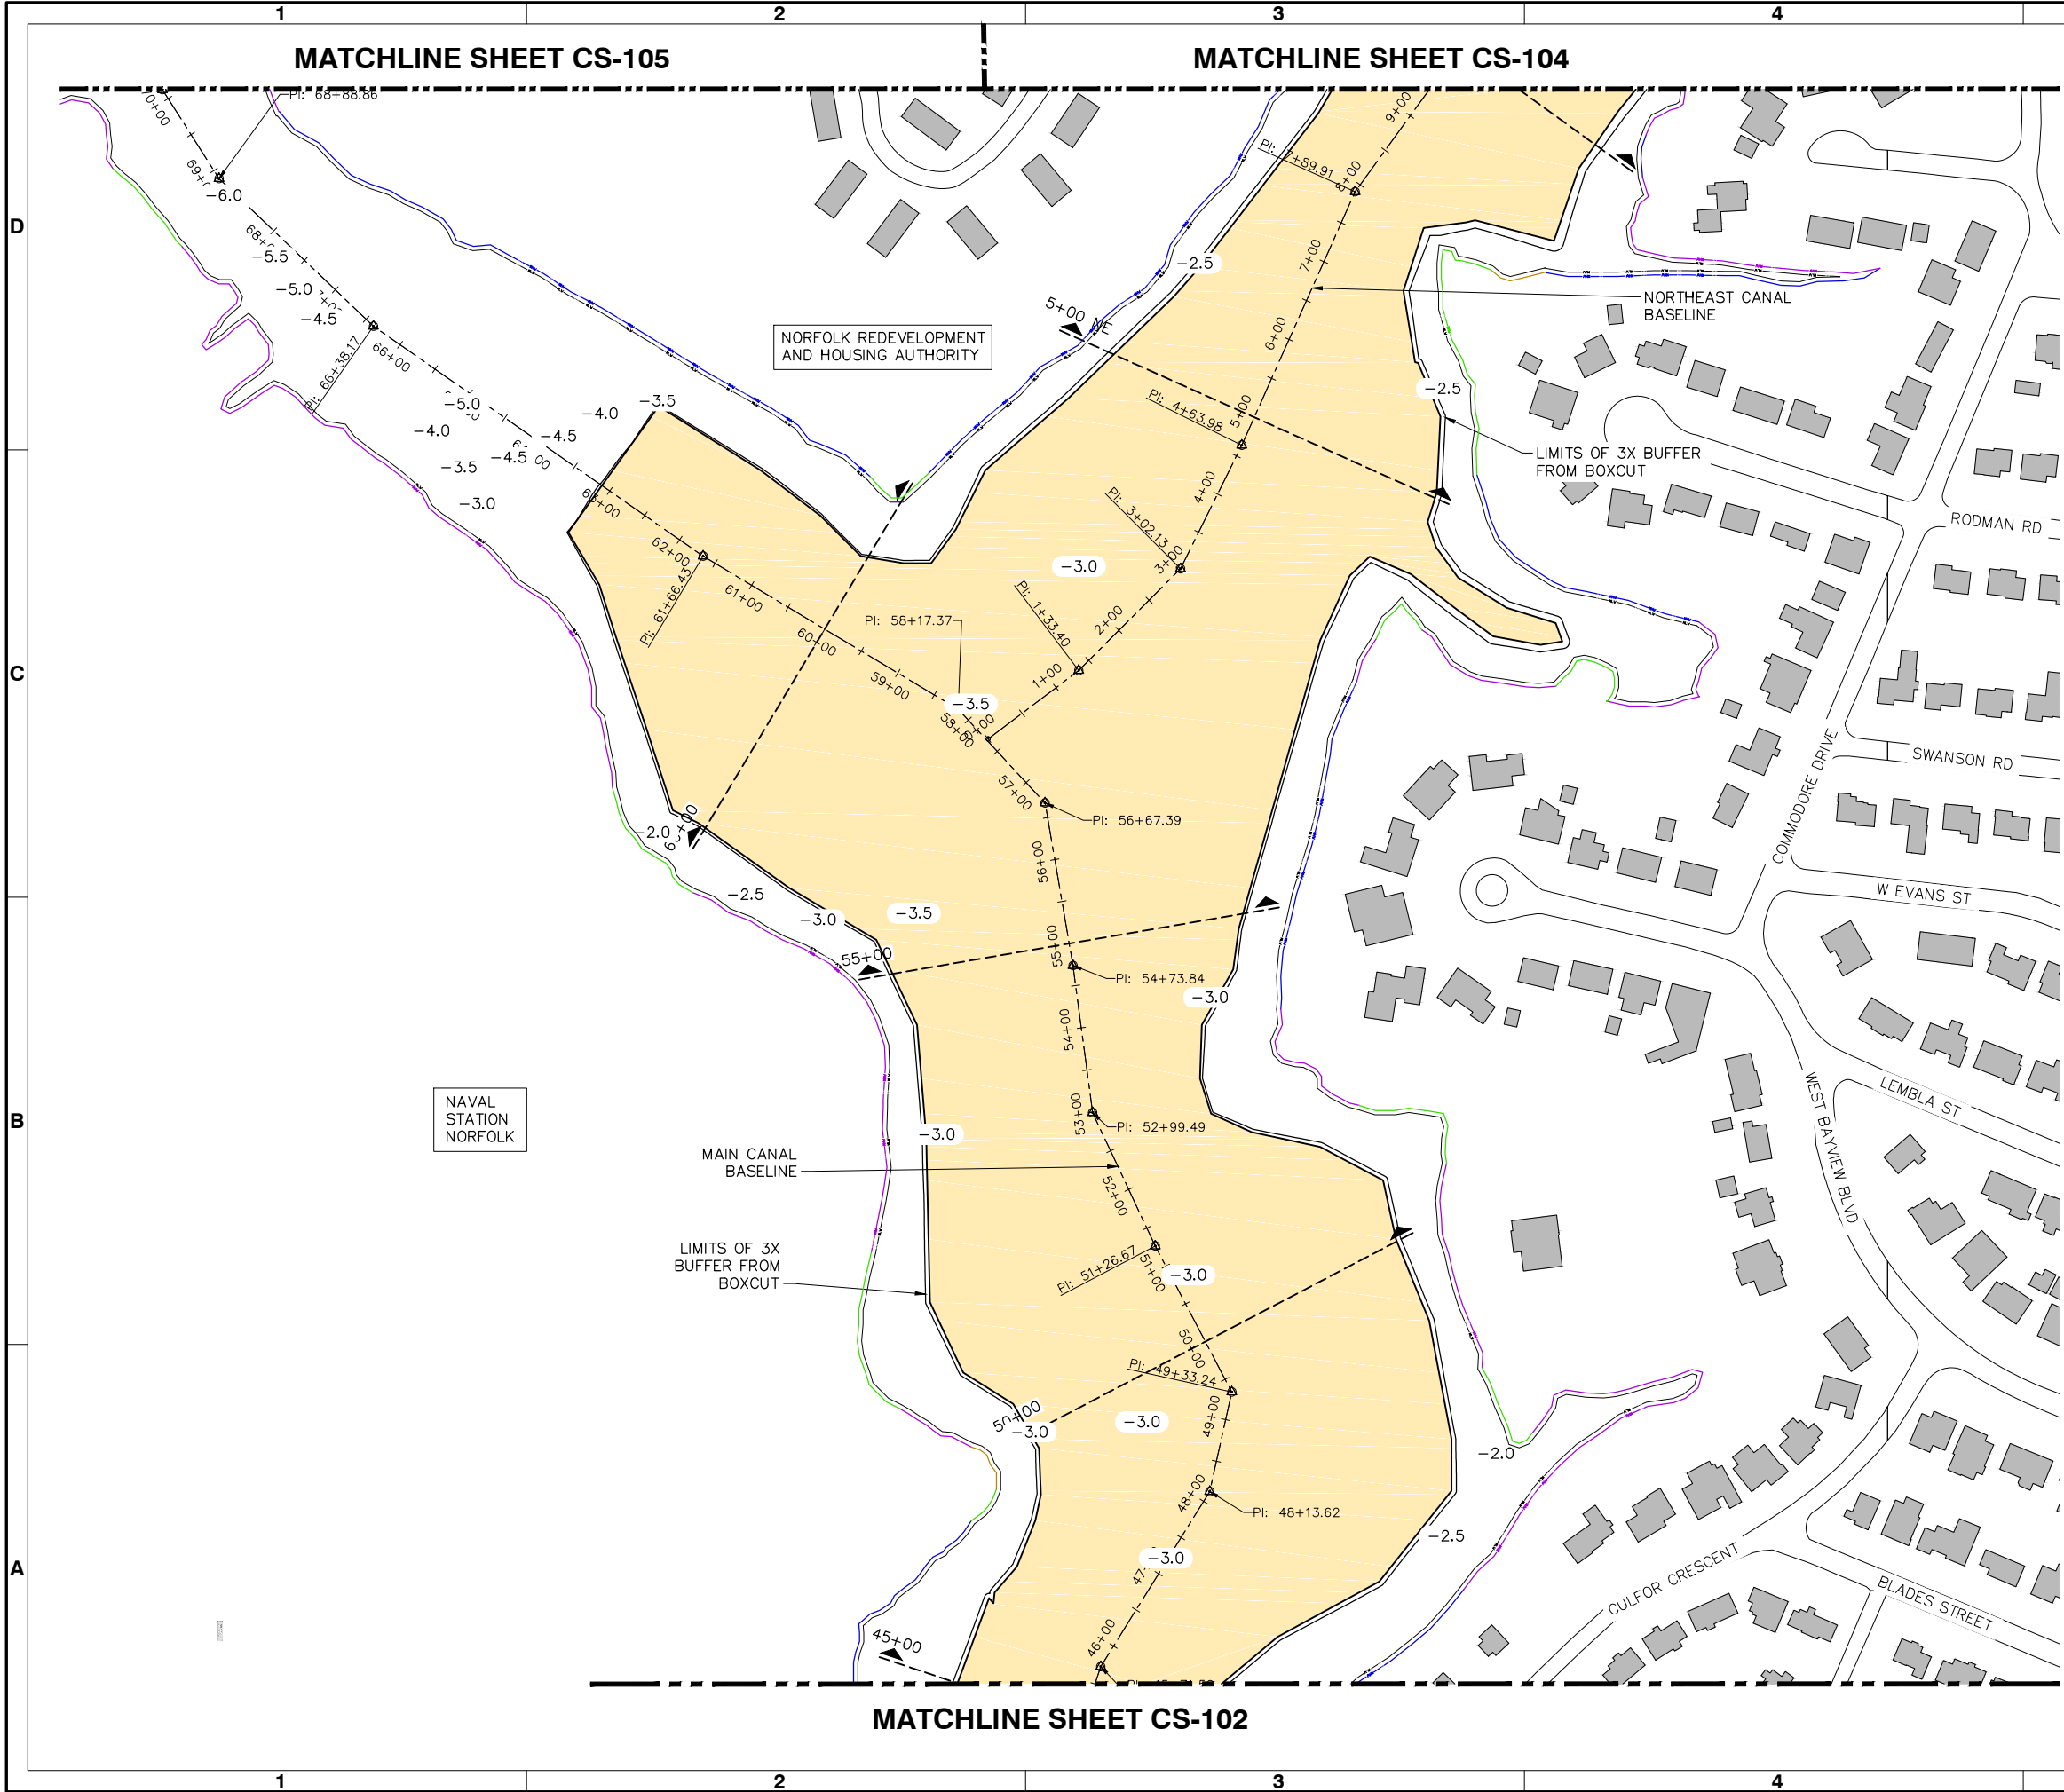 1 2 3 4
MATCHLINE SHEET CS-105
MATCHLINE SHEET CS-104
D
C
B
A
PI: 68+88.86
69+
-6.0
68+
-5.5
-5.0
-4.5
PI: 66+38.17
66+00
-5.0
-4.0
-4.5
-4.5
-4.0
-3.5
-3.5
-3.0
63+00
62+00
PI: 61+66.43
61+00
60+00
59+00
PI: 58+17.37
-3.5
58+00
0+00
57+00
PI: 56+67.39
56+00
NORFOLK REDEVELOPMENT
AND HOUSING AUTHORITY
9+00
PI: 7+89.91
8+00
7+00
-2.5
5+00 NE
6+00
NORTHEAST CANAL
BASELINE
-2.5
PI: 4+63.98
5+00
LIMITS OF 3X BUFFER
FROM BOXCUT
4+00
PI: 3+02.13
3+00
-3.0
PI: 1+33.40
2+00
1+00
RODMAN RD
SWANSON RD
COMMODORE DRIVE
W EVANS ST
WEST BAYVIEW BLVD
LEMBLA ST
CULFOR CRESCENT
BLADES STREET
-2.0
60+00
-2.5
-3.0
-3.5
55+00
55+00
PI: 54+73.84
-3.0
54+00
53+00
PI: 52+99.49
-3.0
NAVAL
STATION
NORFOLK
MAIN CANAL
BASELINE
52+00
LIMITS OF 3X
BUFFER FROM
BOXCUT
PI: 51+26.67
51+00
-3.0
50+00
PI: 49+33.24
50+00
-3.0
-3.0
49+00
-2.0
48+00
PI: 48+13.62
-2.5
-3.0
47
46+00
45+00
MATCHLINE SHEET CS-102
1 2 3 4